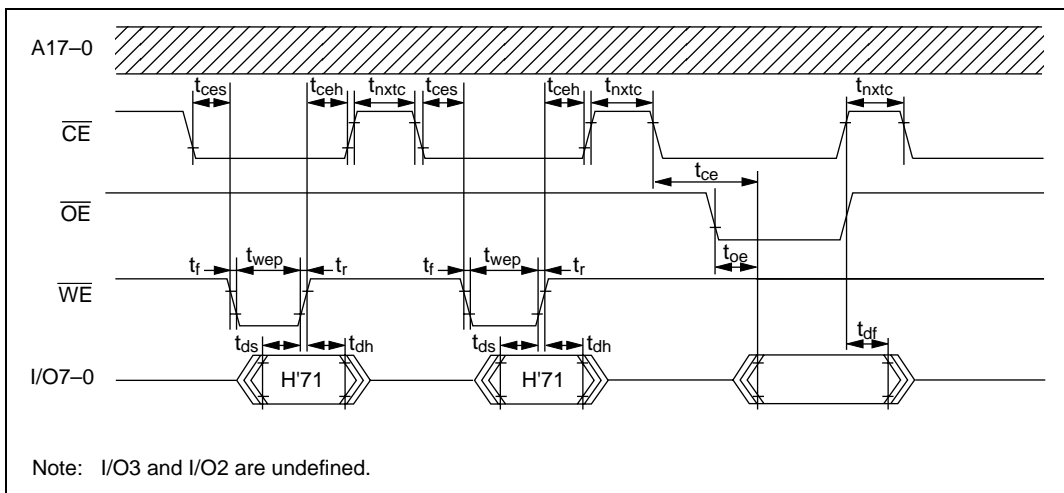 A17–0
tces tceh tnxtc tces tceh tnxtc tnxtc
CE
tce
OE
toe
tf twep tr tf twep tr
WE
tds tdh tds tdh tdf
I/O7–0 H'71 H'71
Note: I/O3 and I/O2 are undefined.